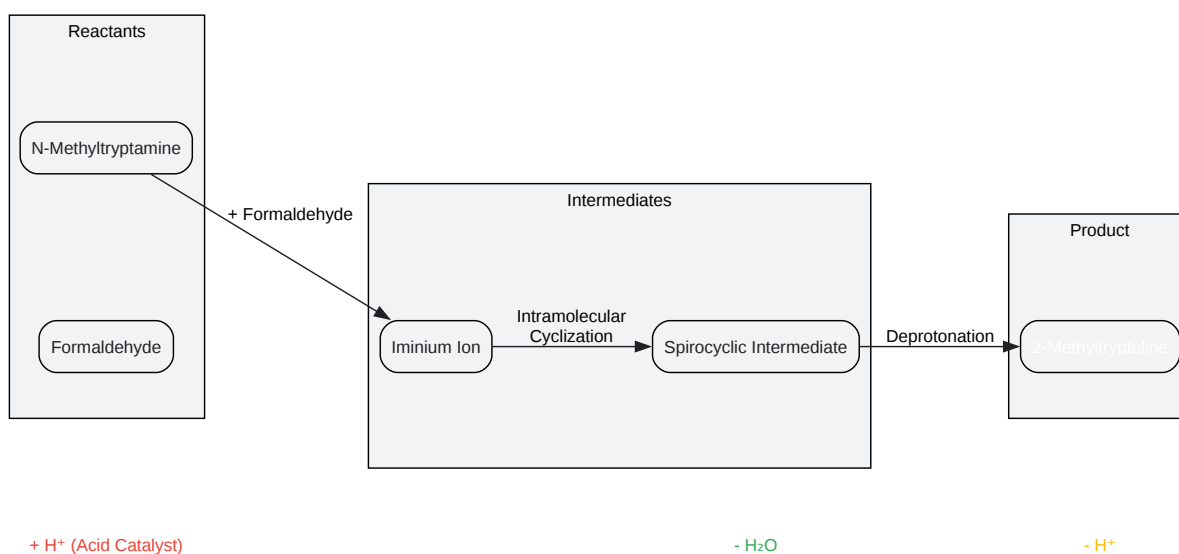 Reactants
N-Methyltryptamine
+ Formaldehyde
Formaldehyde
Intermediates
Iminium Ion
Intramolecular
Cyclization
Spirocyclic Intermediate
Deprotonation
Product
2-Methyltryptoline
+ H⁺ (Acid Catalyst)
- H₂O
- H⁺